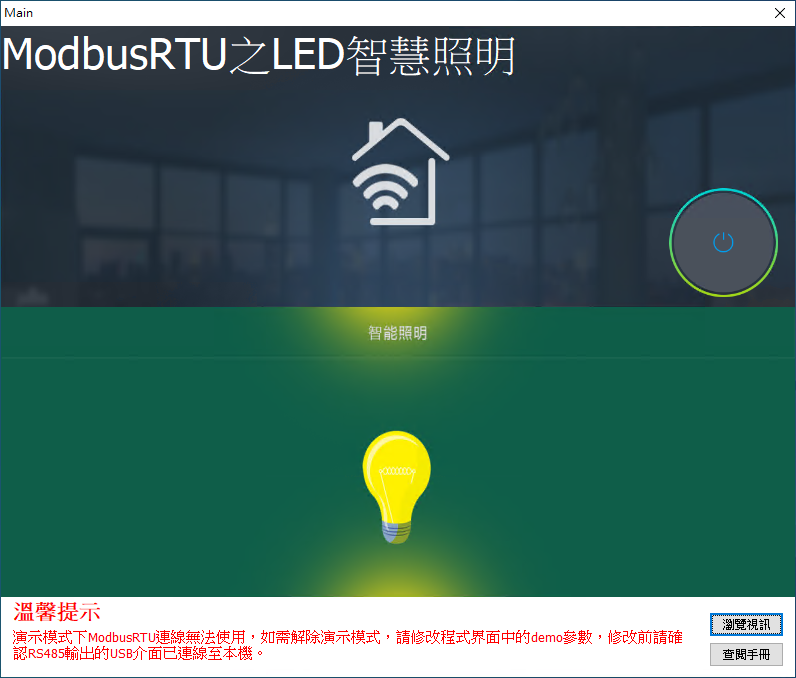 Main
ModbusRTU之LED智慧照明
智能照明
溫馨提示
演示模式下ModbusRTU連線無法使用，如需解除演示模式，請修改程式界面中的demo參數，修改前請確
認RS485輸出的USB介面已連線至本機。
瀏覽視訊
查閱手冊